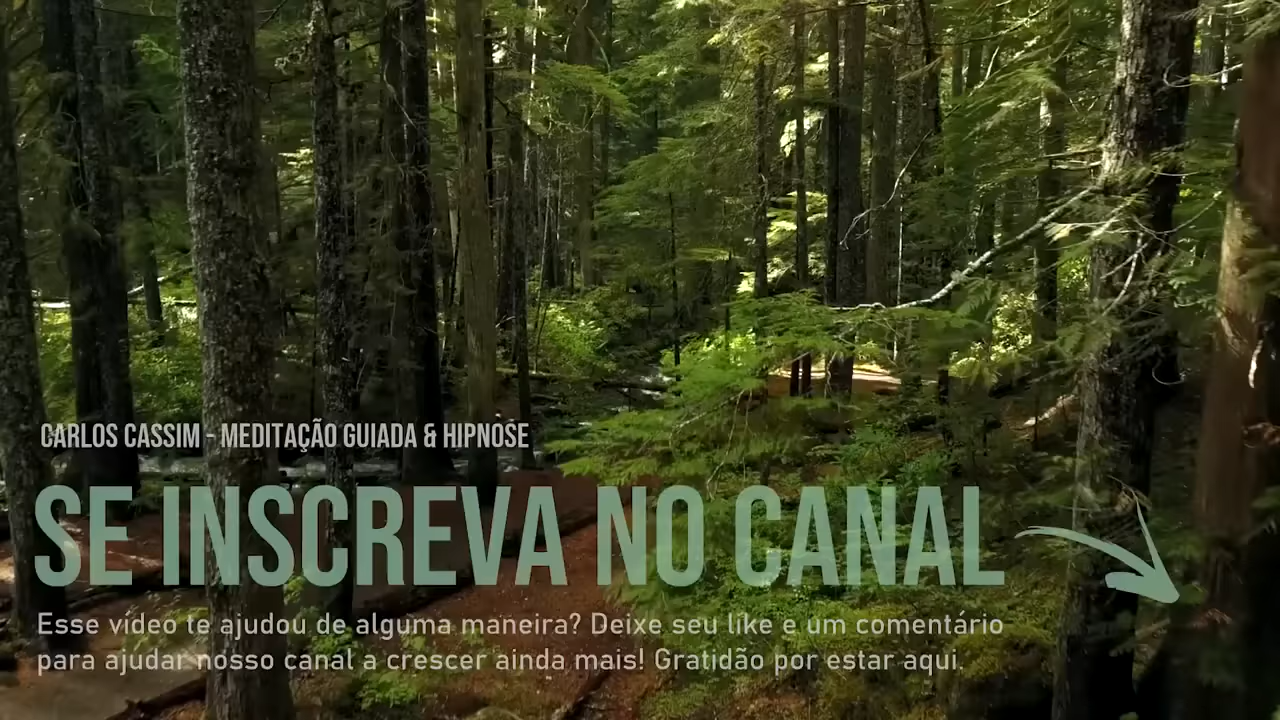 CARLOS CASSIM - MEDITAÇÃO GUIADA & HIPNOSE
SE INSCREVA NO CANAL
Esse vídeo te ajudou de alguma maneira? Deixe seu like e um comentário
para ajudar nosso canal a crescer ainda mais! Gratidão por estar aqui.